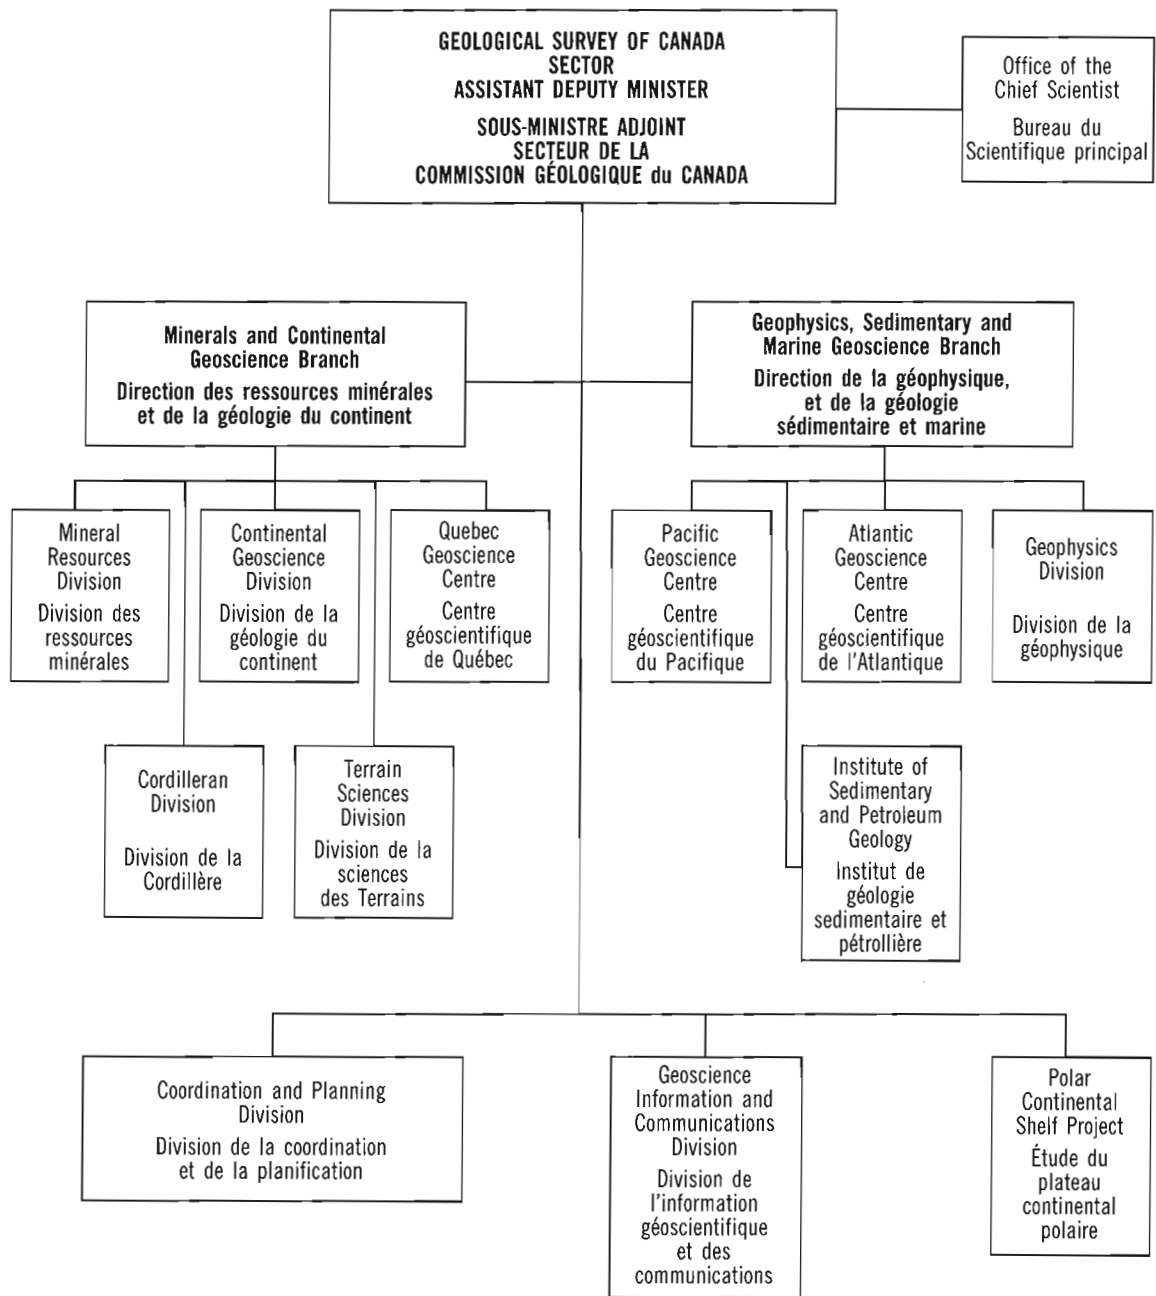 GEOLOGICAL SURVEY OF CANADA
SECTOR
ASSISTANT DEPUTY MINISTER
SOUS-MINISTRE ADJOINT
SECTEUR DE LA
COMMISSION GÉOLOGIQUE du CANADA
Office of the
Chief Scientist
Bureau du
Scientifique principal
Minerals and Continental
Geoscience Branch
Direction des ressources minérales
et de la géologie du continent
Geophysics, Sedimentary and
Marine Geoscience Branch
Direction de la géophysique,
et de la géologie
sédimentaire et marine
Mineral
Resources
Division
Division des
ressources
minérales
Continental
Geoscience
Division
Division de la
géologie du
continent
Quebec
Geoscience
Centre
Centre
géoscientifique
de Québec
Pacific
Geoscience
Centre
Centre
géoscientifique
du Pacifique
Atlantic
Geoscience
Centre
Centre
géoscientifique
de l'Atlantique
Geophysics
Division
Division de la
géophysique
Cordilleran
Division
Division de la
Cordillère
Terrain
Sciences
Division
Division de la
sciences
des Terrains
Institute of
Sedimentary
and Petroleum
Geology
Institut de
géologie
sedimentaire et
pétrollière
Coordination and Planning
Division
Division de la coordination
et de la planification
Geoscience
Information and
Communications
Division
Division de
l'information
géoscientifique
et des
communications
Polar
Continental
Shelf Project
Étude du
plateau
continental
polaire